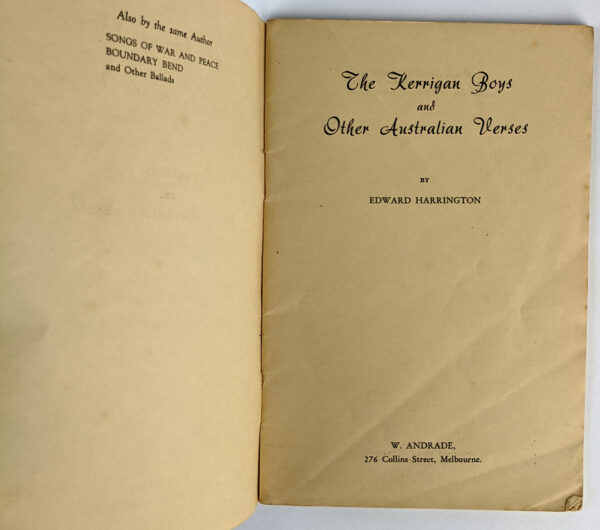 Also by the same Author
SONGS OF WAR AND PEACE
BOUNDARY BEND
and Other Ballads
The Kerrigan Boys
and
Other Australian Verses
BY
EDWARD HARRINGTON
W. ANDRADE,
276 Collins Street, Melbourne.